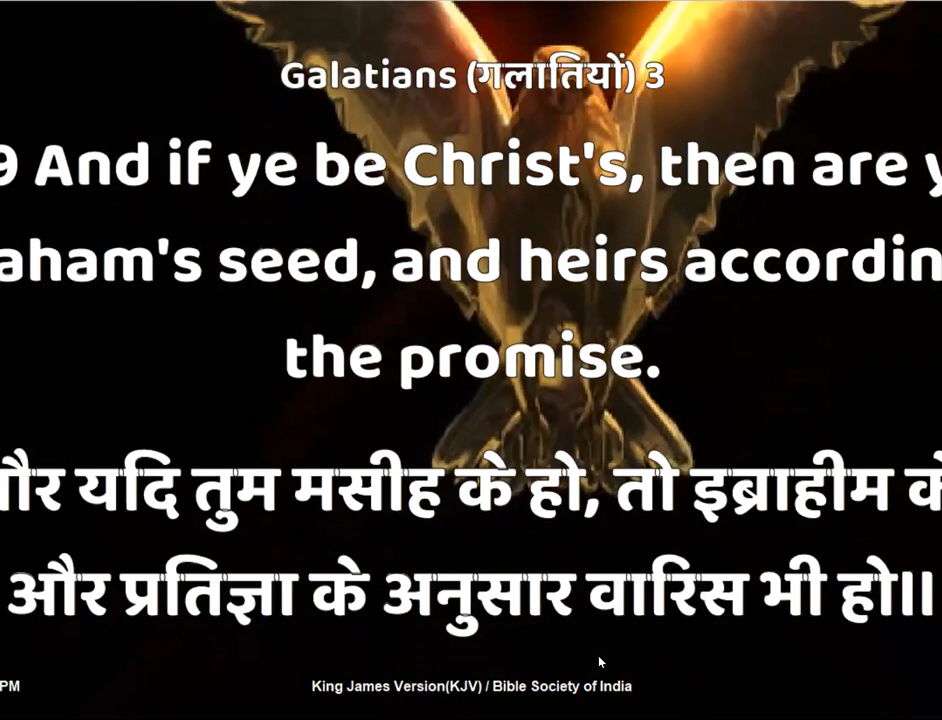 Galatians (गलातियों) 3
9 And if ye be Christ's, then are y
aham's seed, and heirs accordin
the promise.
ौर यदि तुम मसीह के हो, तो इब्राहीम के
और प्रतिज्ञा के अनुसार वारिस भी हो॥
PM
King James Version(KJV) / Bible Society of India